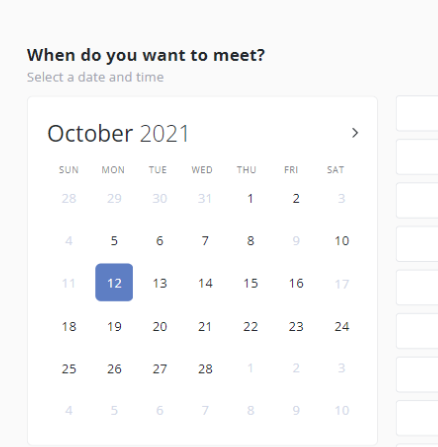 When do you want to meet?
Select a date and time
October 2021
SUN MON TUE WED THU FRI SAT
28 29 30 31 1 2 3
4 5 6 7 8 9 10
11 12 13 14 15 16 17
18 19 20 21 22 23 24
25 26 27 28 1 2 3
4 5 6 7 8 9 10